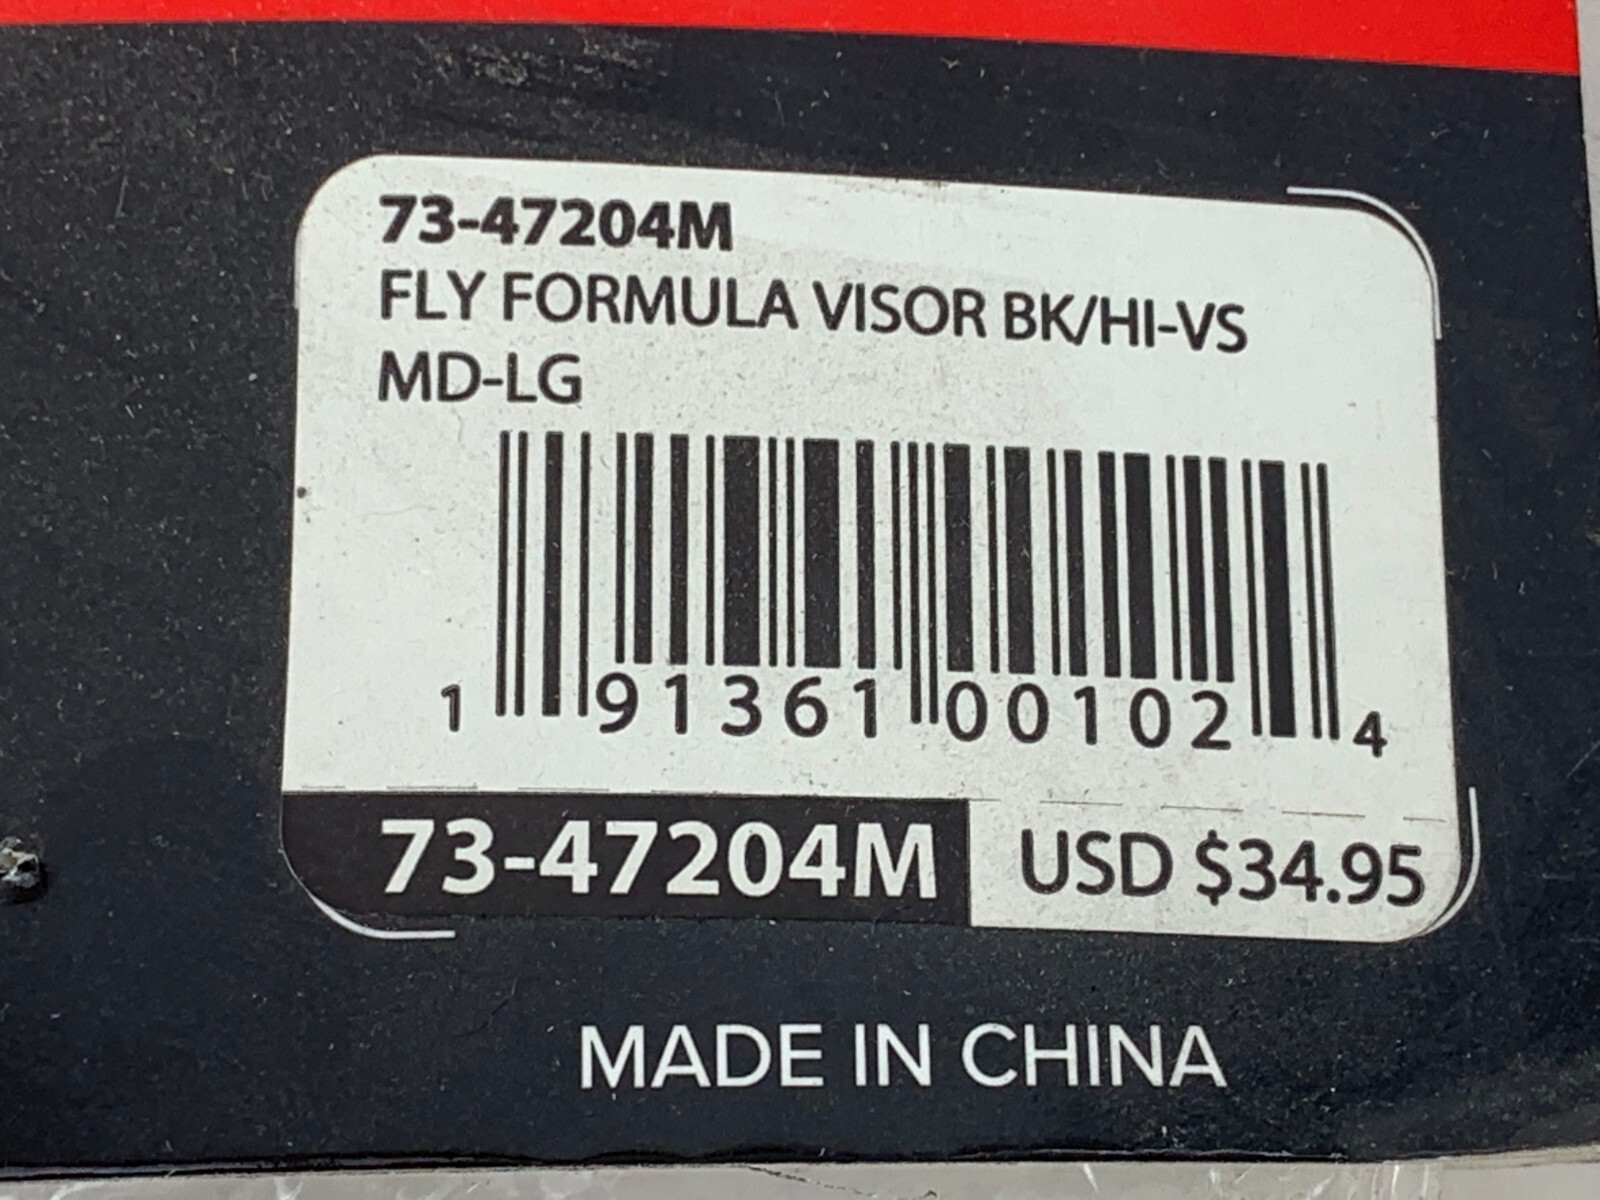 73-47204M
FLY FORMULA VISOR BK/HI-VS
MD-LG
1 91361 00102 4
73-47204M USD $34.95
MADE IN CHINA